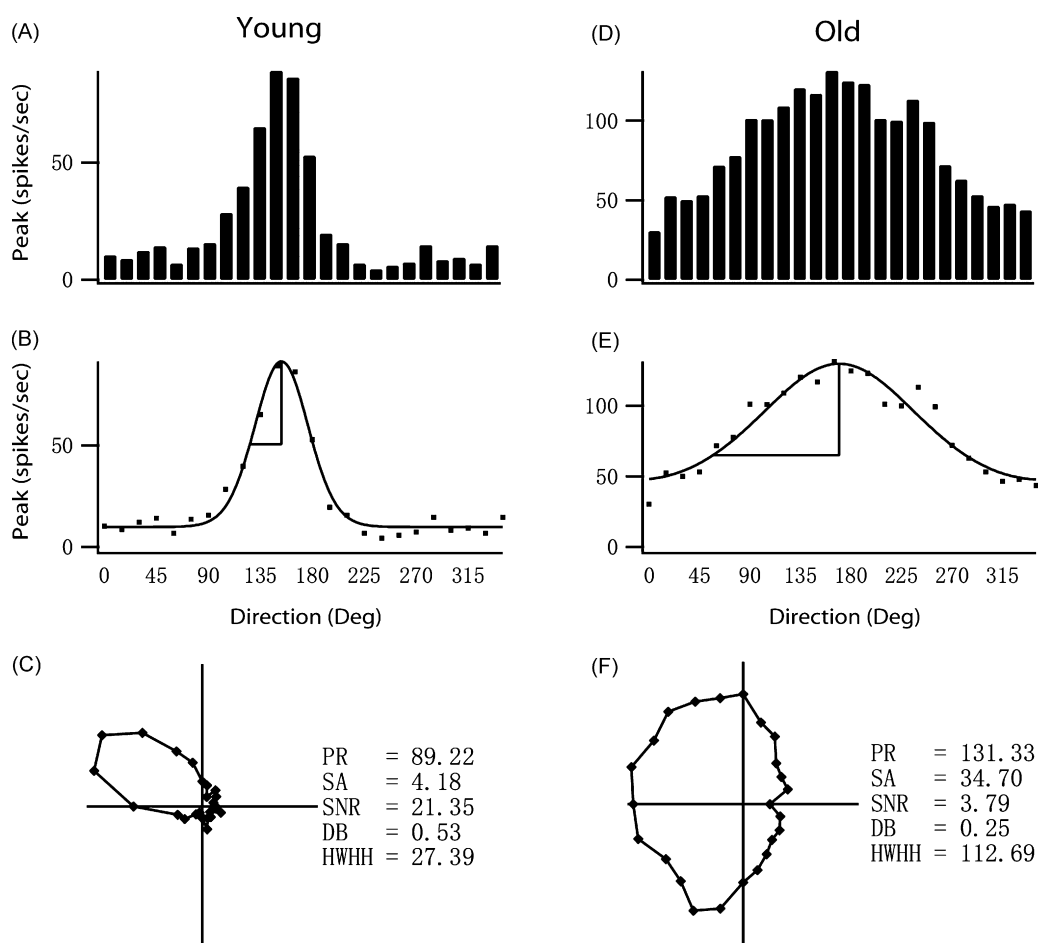 (A)
Young
Peak (spikes/sec)
50
0
(B)
Peak (spikes/sec)
50
0
0 45 90 135 180 225 270 315
Direction (Deg)
(C)
PR = 89.22
SA = 4.18
SNR = 21.35
DB = 0.53
HWHH = 27.39
(D)
Old
100
50
0
(E)
100
50
0
0 45 90 135 180 225 270 315
Direction (Deg)
(F)
PR = 131.33
SA = 34.70
SNR = 3.79
DB = 0.25
HWHH = 112.69